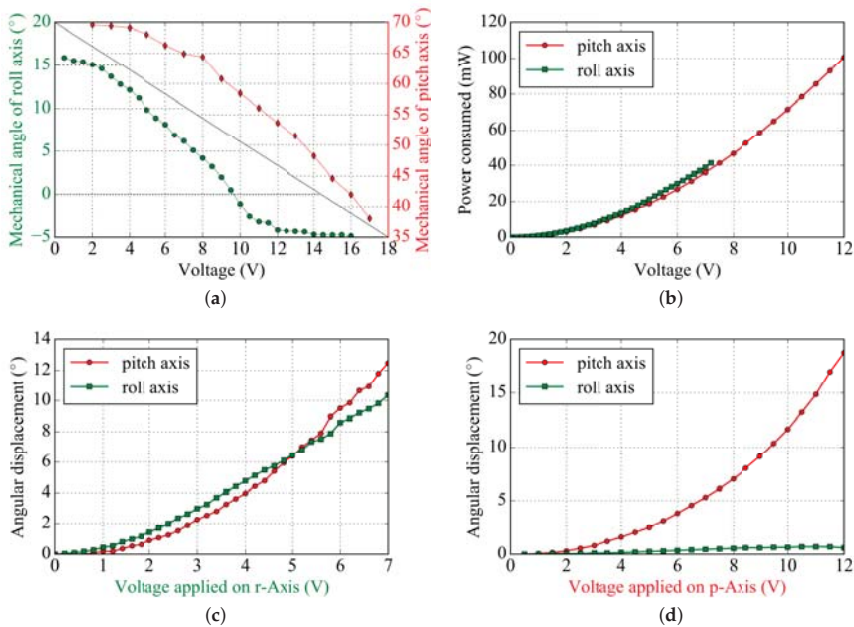 Mechanical angle of roll axis (°)
20
15
10
5
0
−5
0 2 4 6 8 10 12 14 16 18
Voltage (V)
70
65
60
55
50
45
40
35
Mechanical angle of pitch axis (°)
(a)
Power consumed (mW)
120
100
80
60
40
20
0
pitch axis
roll axis
0 2 4 6 8 10 12
Voltage (V)
(b)
Angular displacement (°)
14
12
10
8
6
4
2
0
pitch axis
roll axis
0 1 2 3 4 5 6 7
Voltage applied on r-Axis (V)
(c)
Angular displacement (°)
20
15
10
5
0
pitch axis
roll axis
0 2 4 6 8 10 12
Voltage applied on p-Axis (V)
(d)